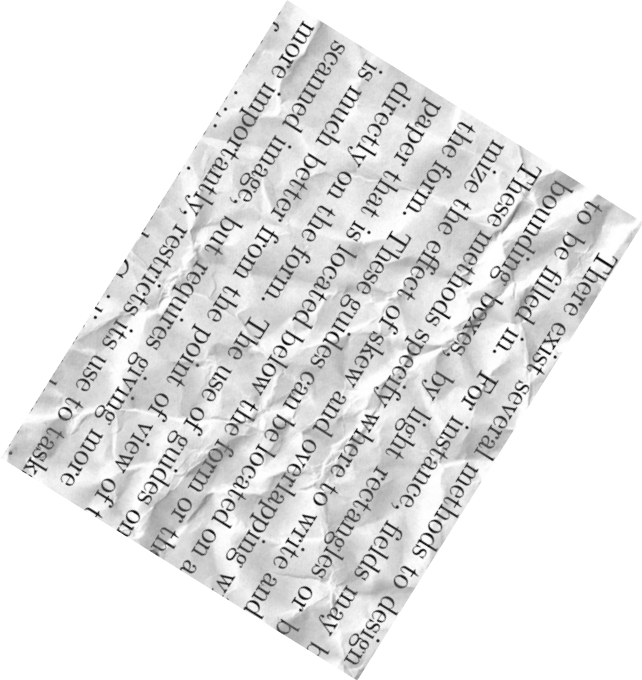 There exist several methods to design
to be filled in. For instance, fields may
bounding boxes, by light rectangles or
These methods specify where to write and
mize the effect of skew and overlapping
the form. These guides can be located on a
paper that is located below the form or
directly on the form. The use of guides on
is much better from the point of view of
scanned image, but requires giving more
more importantly, restricts its use to task